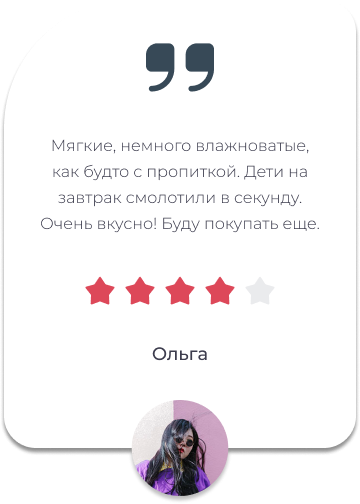 Мягкие, немного влажноватые,
как будто с пропиткой. Дети на
завтрак смолотили в секунду.
Очень вкусно! Буду покупать еще.
Ольга